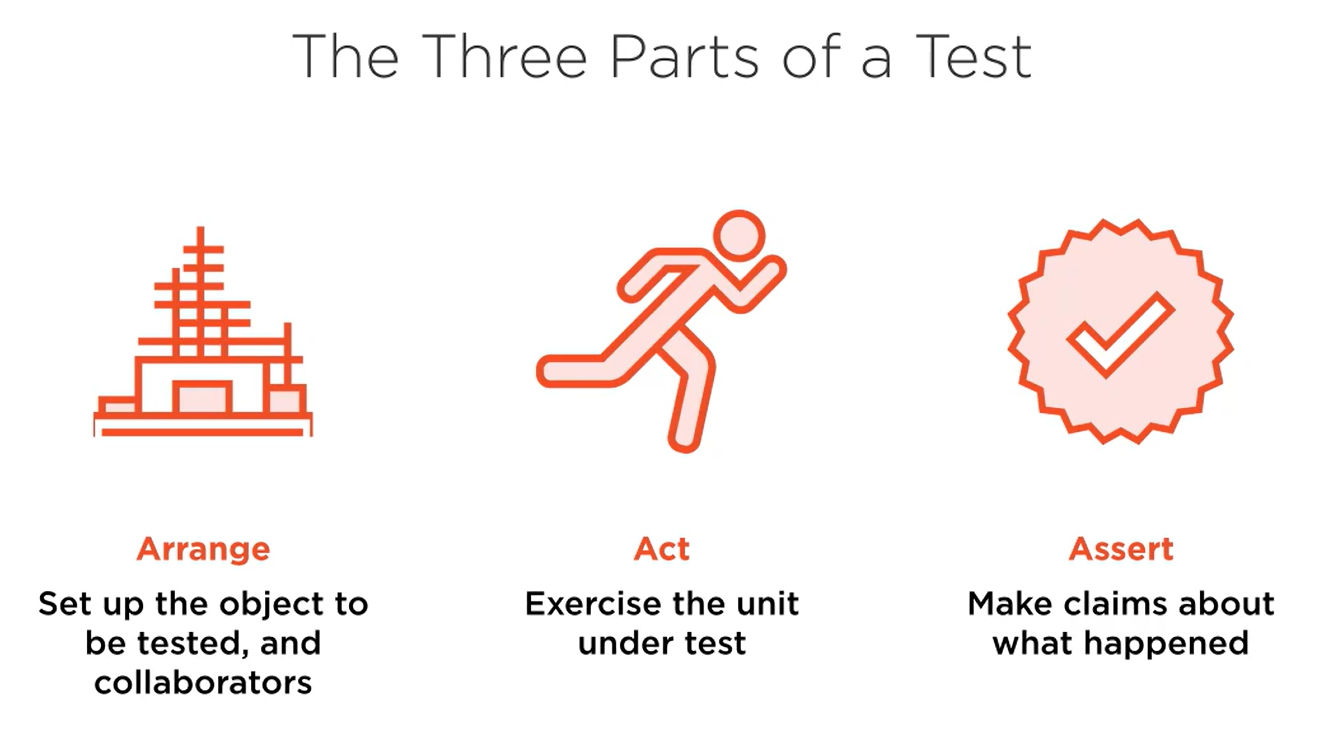 The Three Parts of a Test
Arrange
Set up the object to
be tested, and
collaborators
Act
Exercise the unit
under test
Assert
Make claims about
what happened